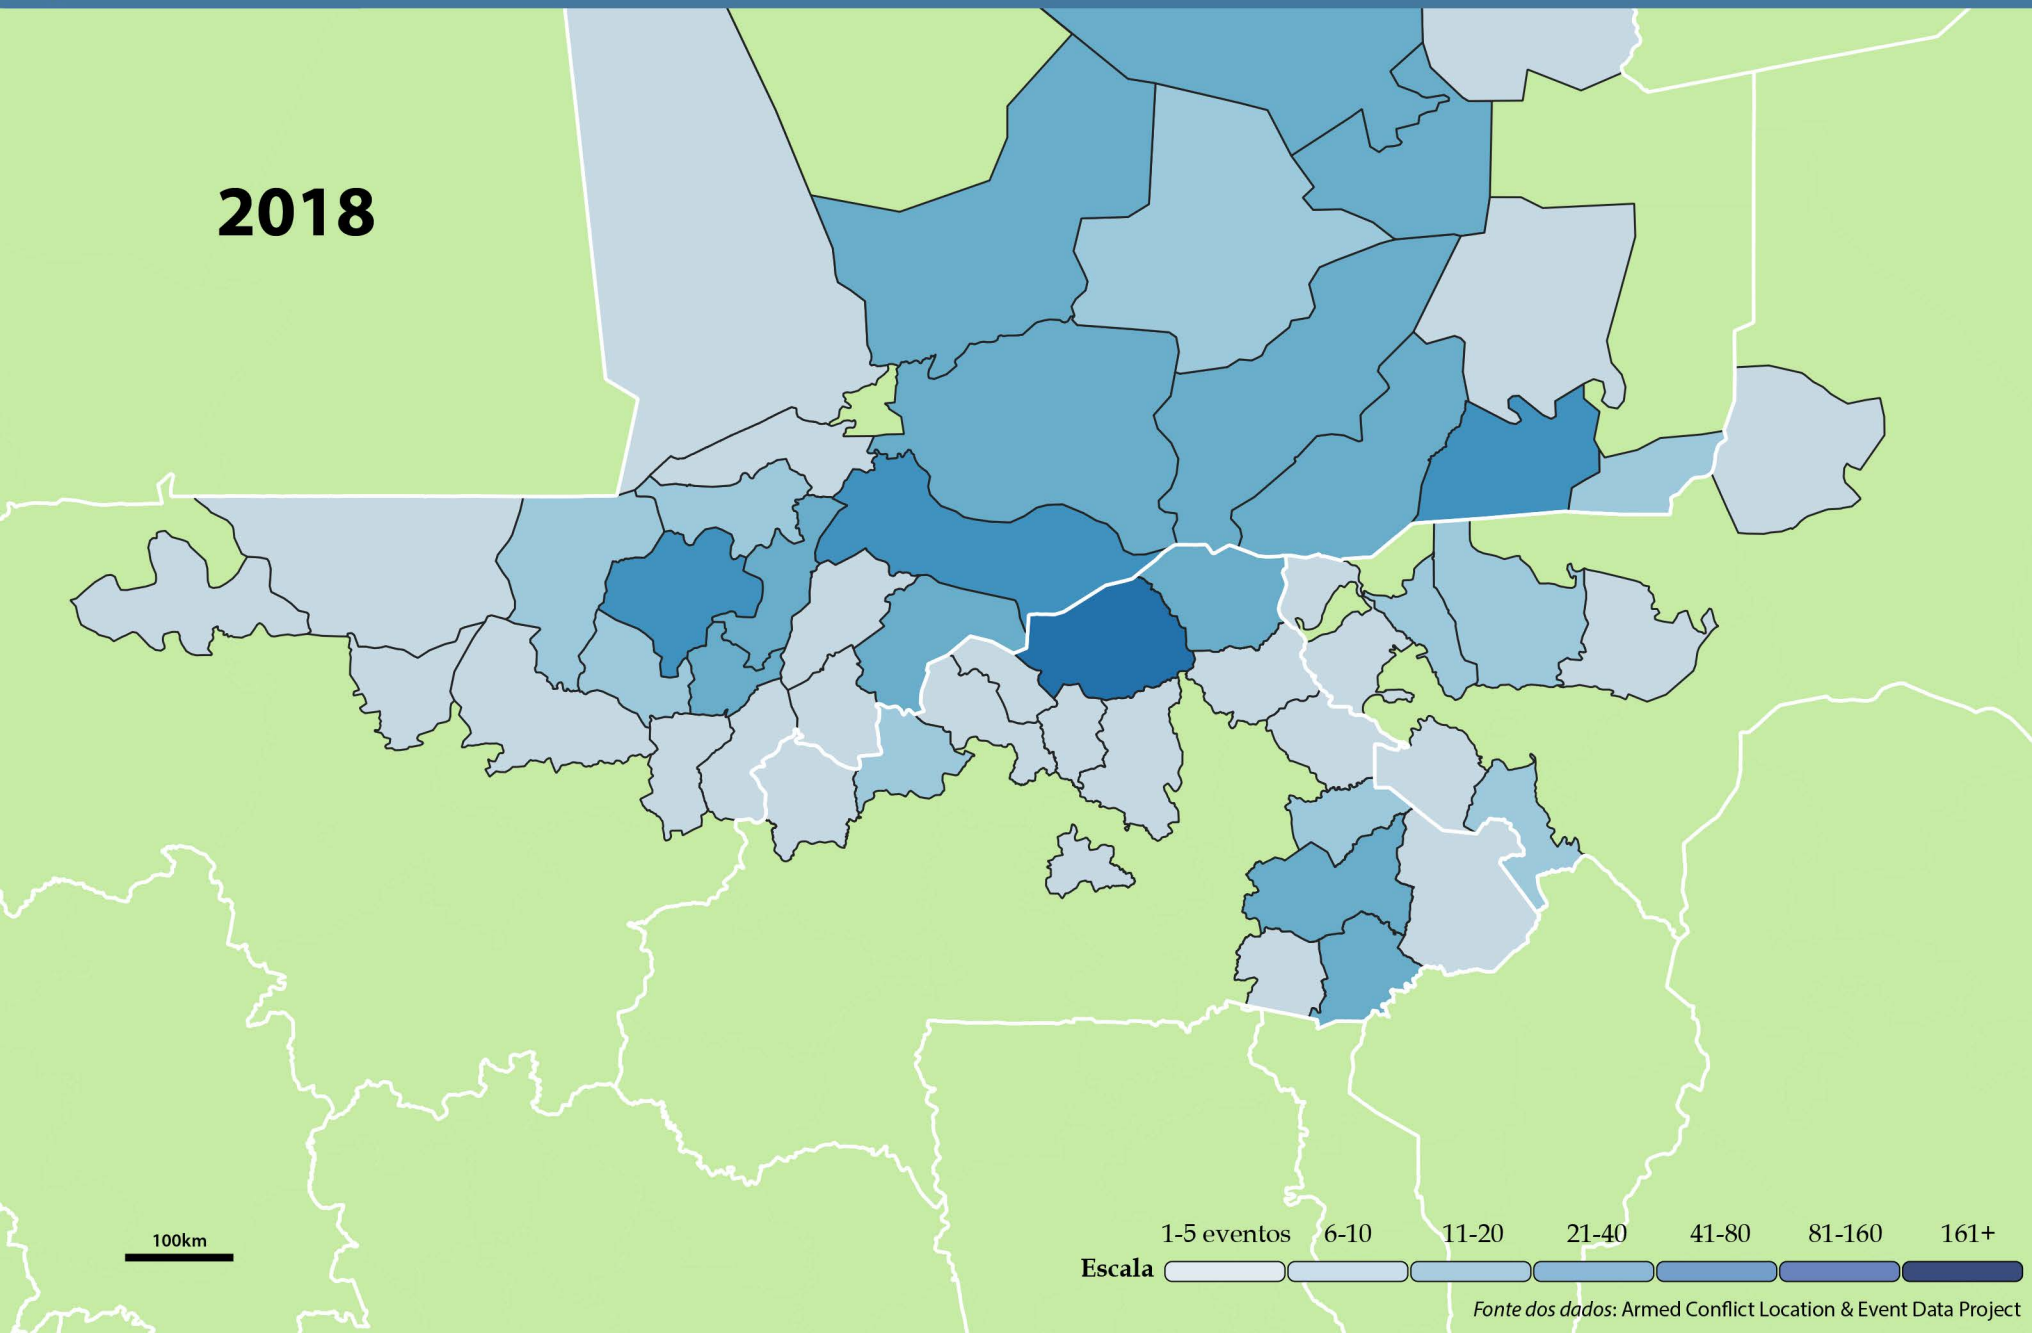 2018
100km
1-5 eventos 6-10 11-20 21-40 41-80 81-160 161+
Escala
Fonte dos dados: Armed Conflict Location & Event Data Project